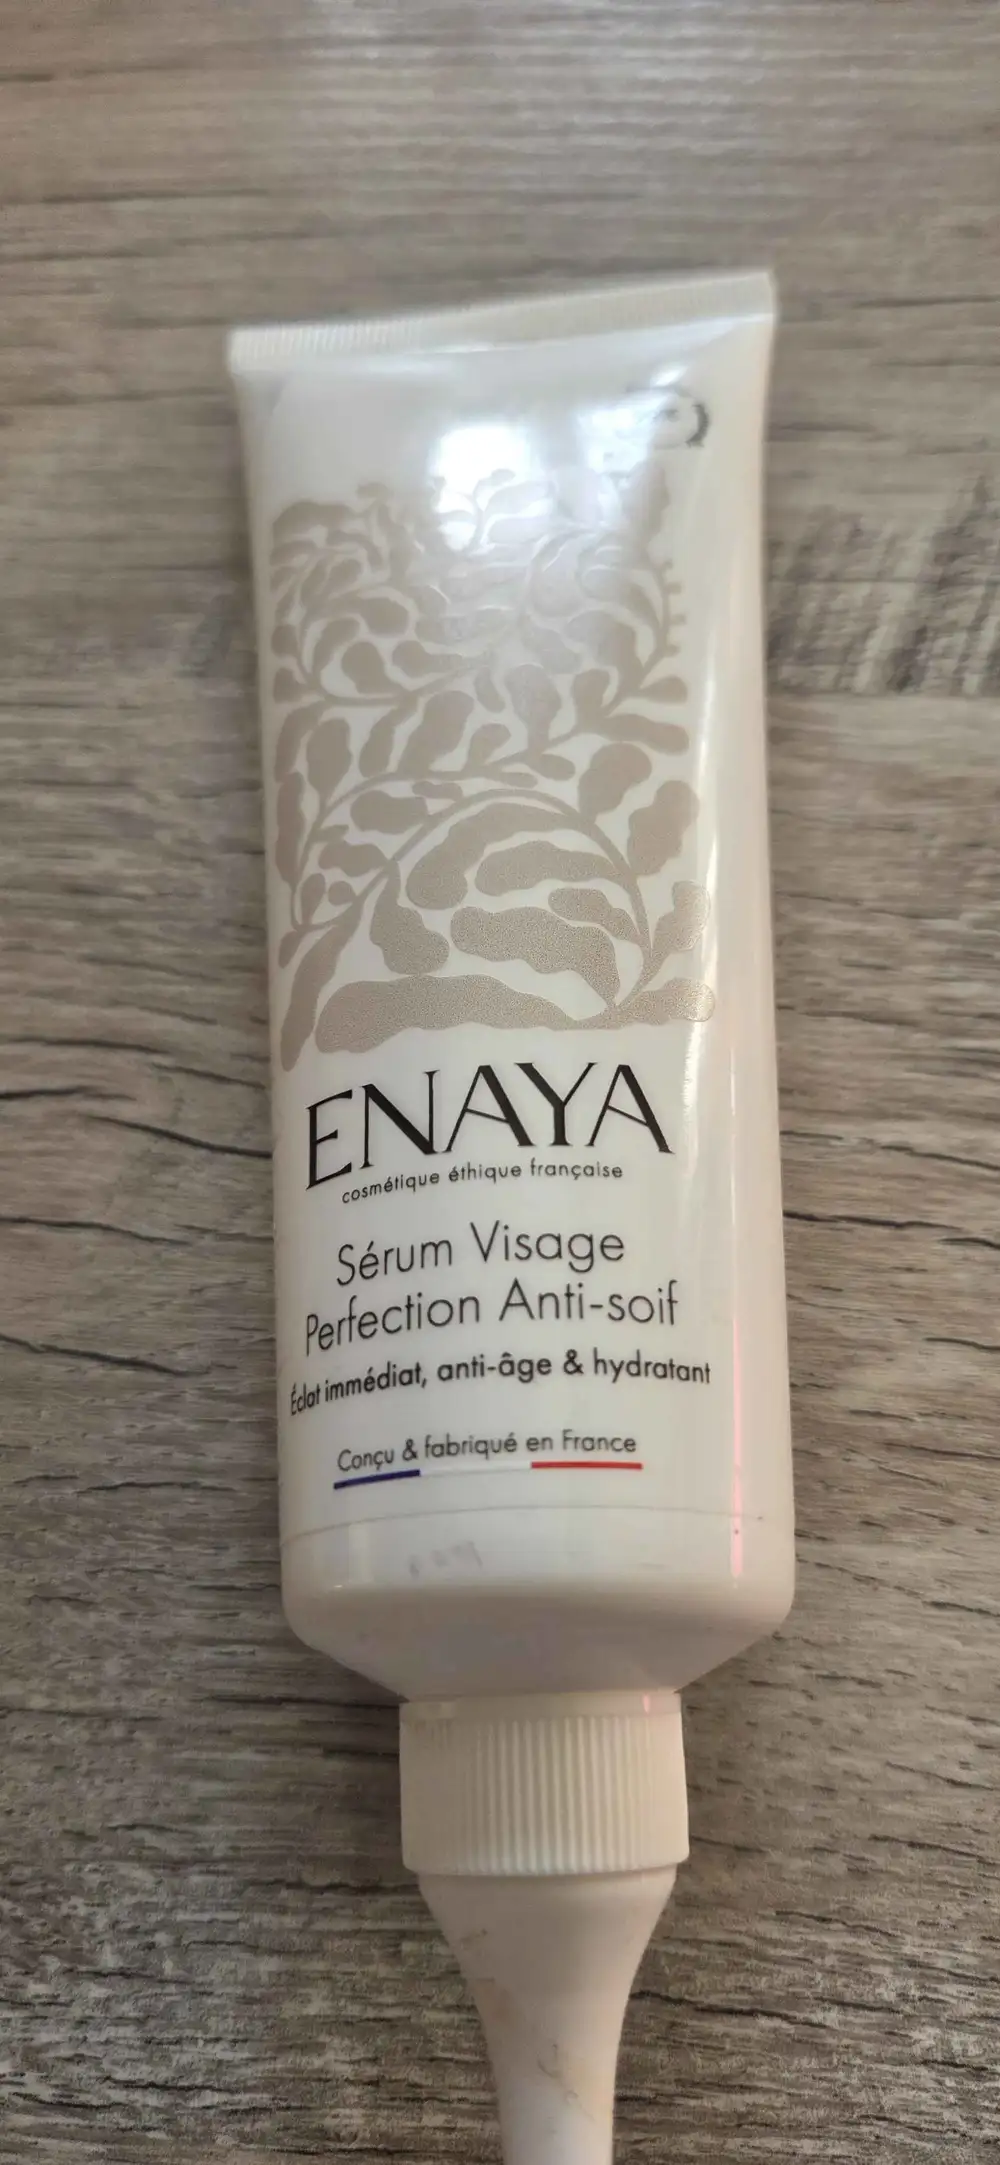 ENAYA
cosmétique éthique française
Sérum Visage
Perfection Anti-soif
Éclat immédiat, anti-âge & hydratant
Conçu & fabriqué en France